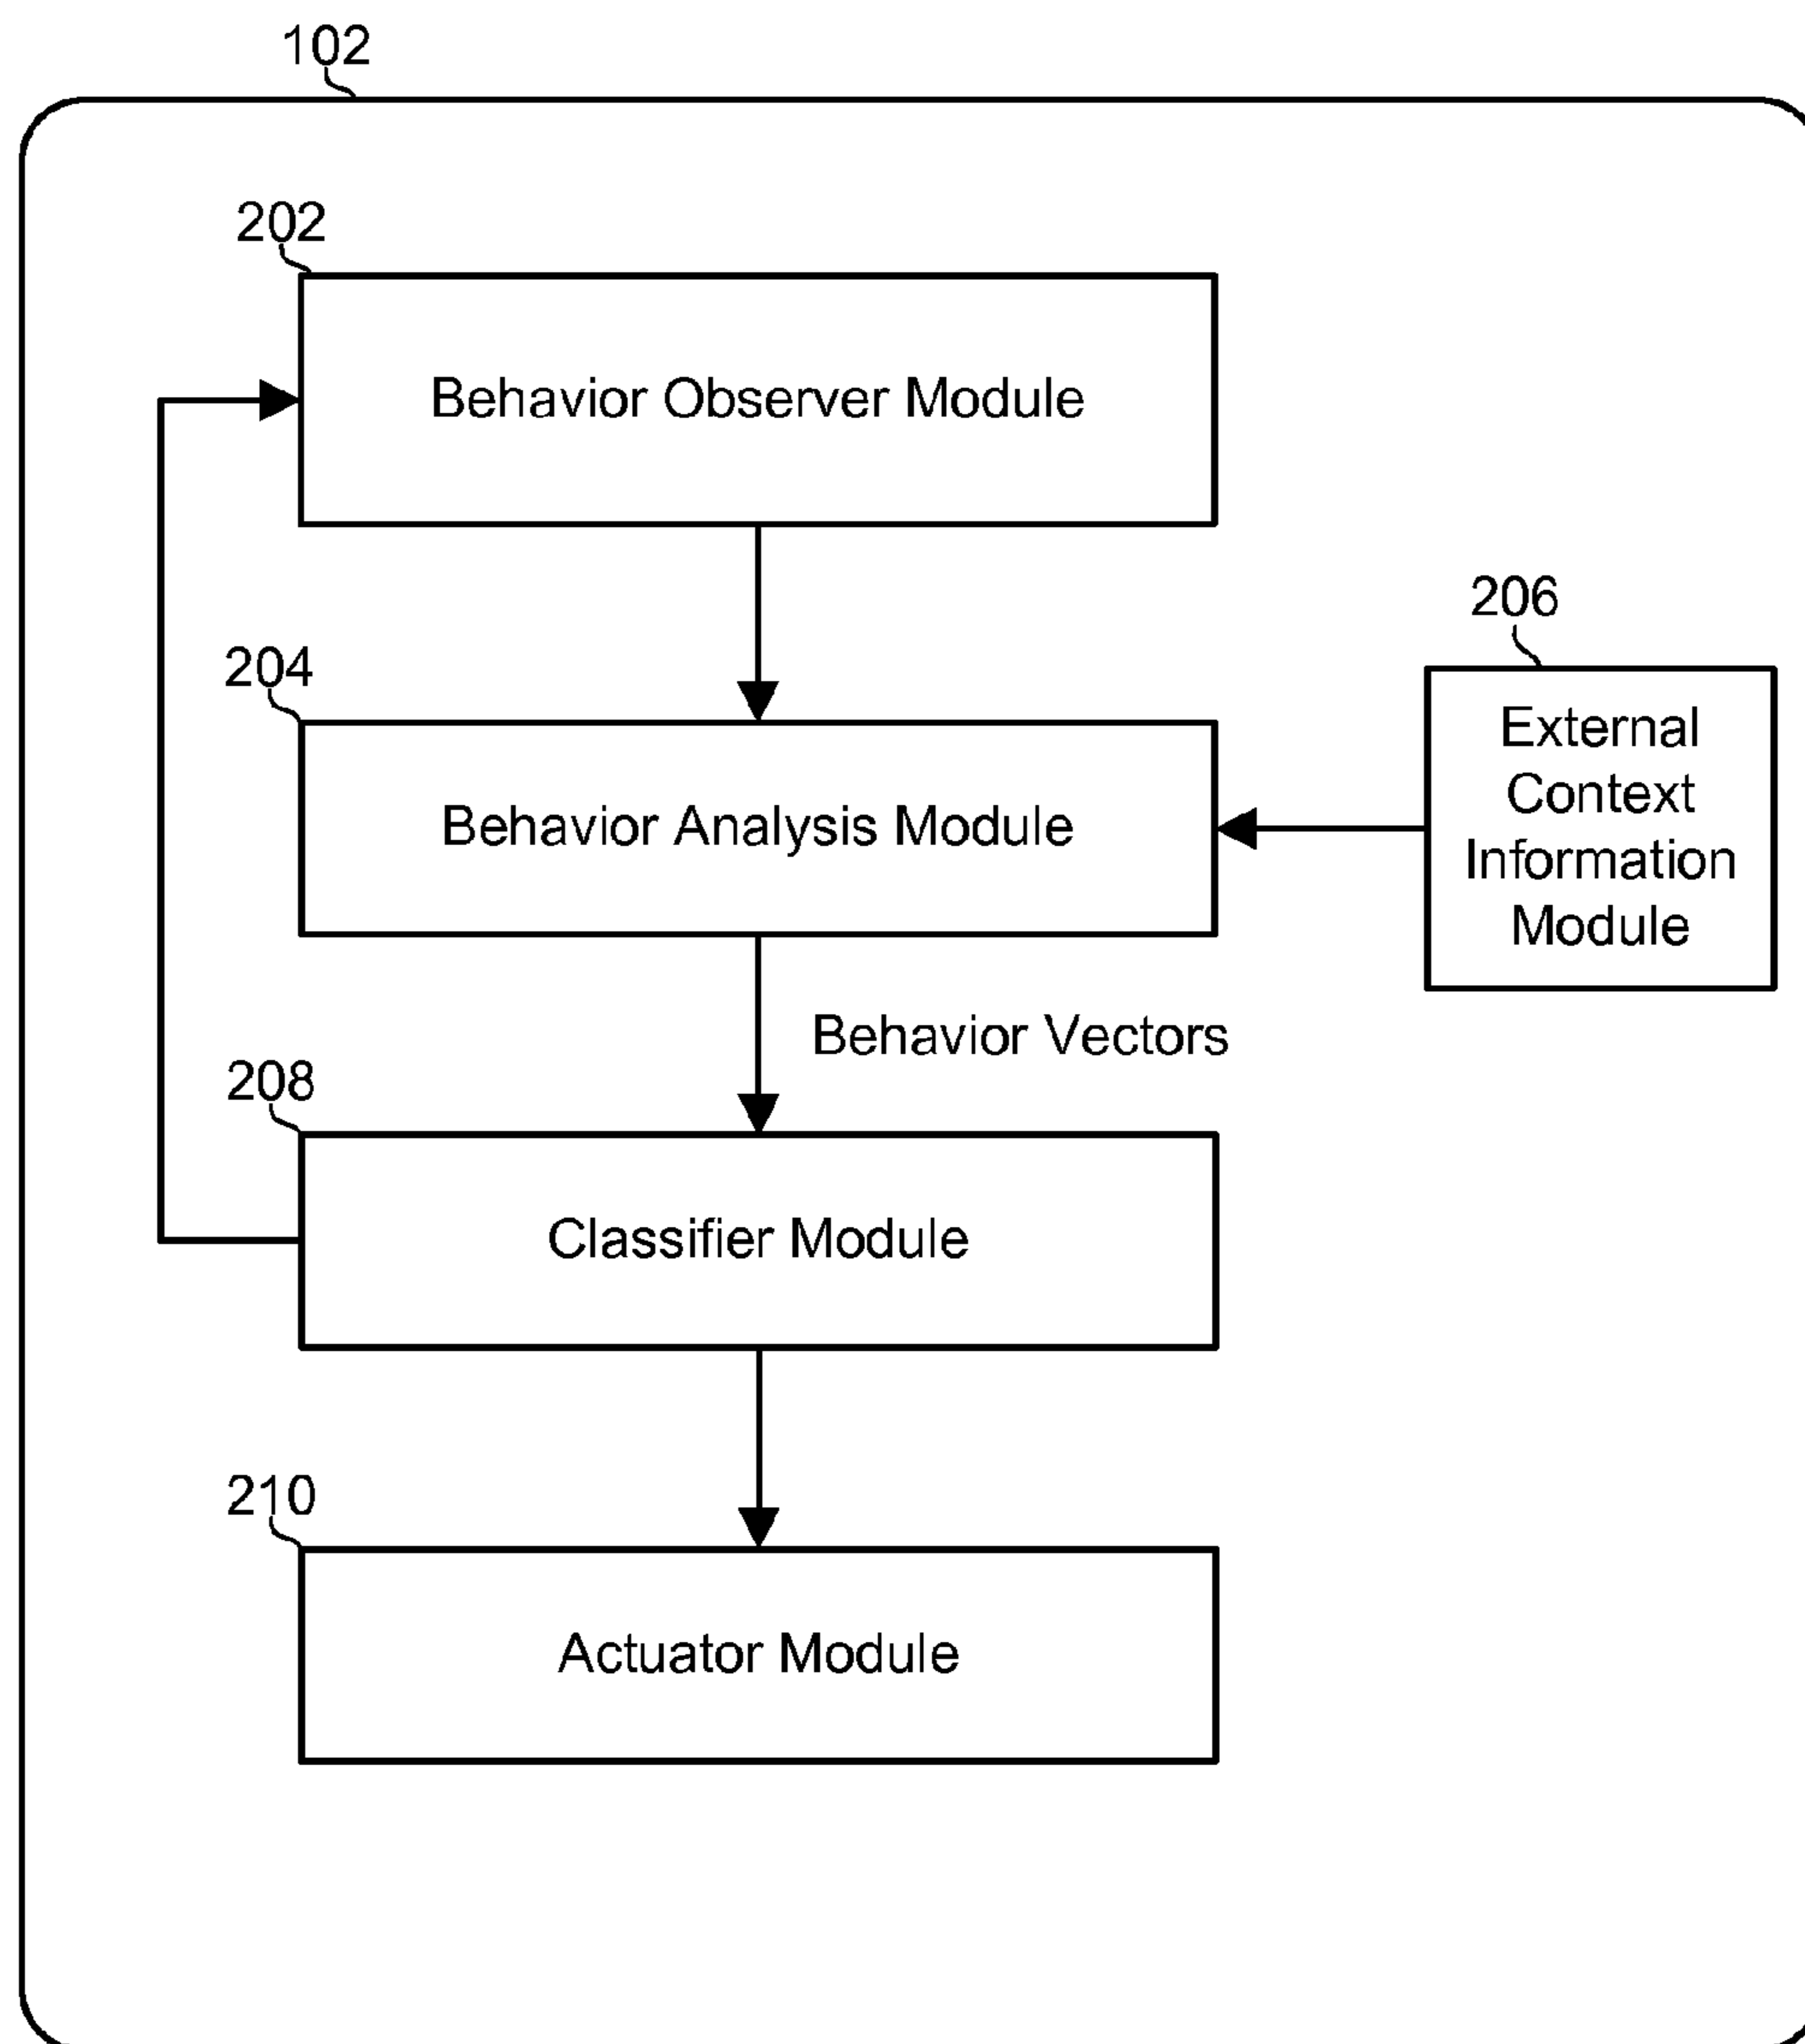 102
202
Behavior Observer Module
206
204
External
Context
Information
Module
Behavior Analysis Module
Behavior Vectors
208
Classifier Module
210
Actuator Module